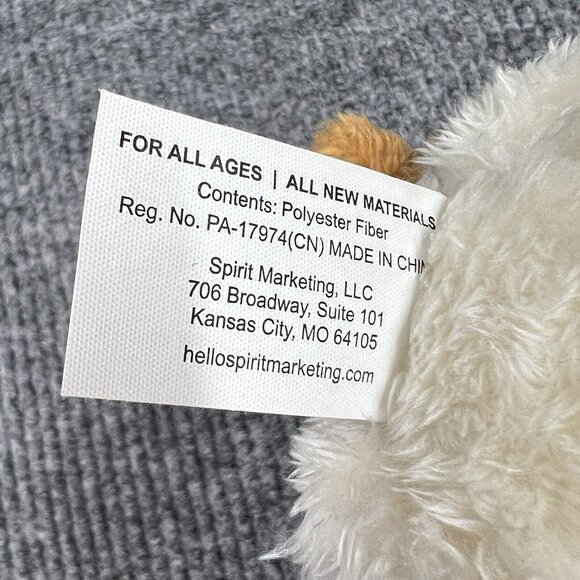 FOR ALL AGES | ALL NEW MATERIALS
Contents: Polyester Fiber
Reg. No. PA-17974(CN) MADE IN CHIN
Spirit Marketing, LLC
706 Broadway, Suite 101
Kansas City, MO 64105
hellospiritmarketing.com